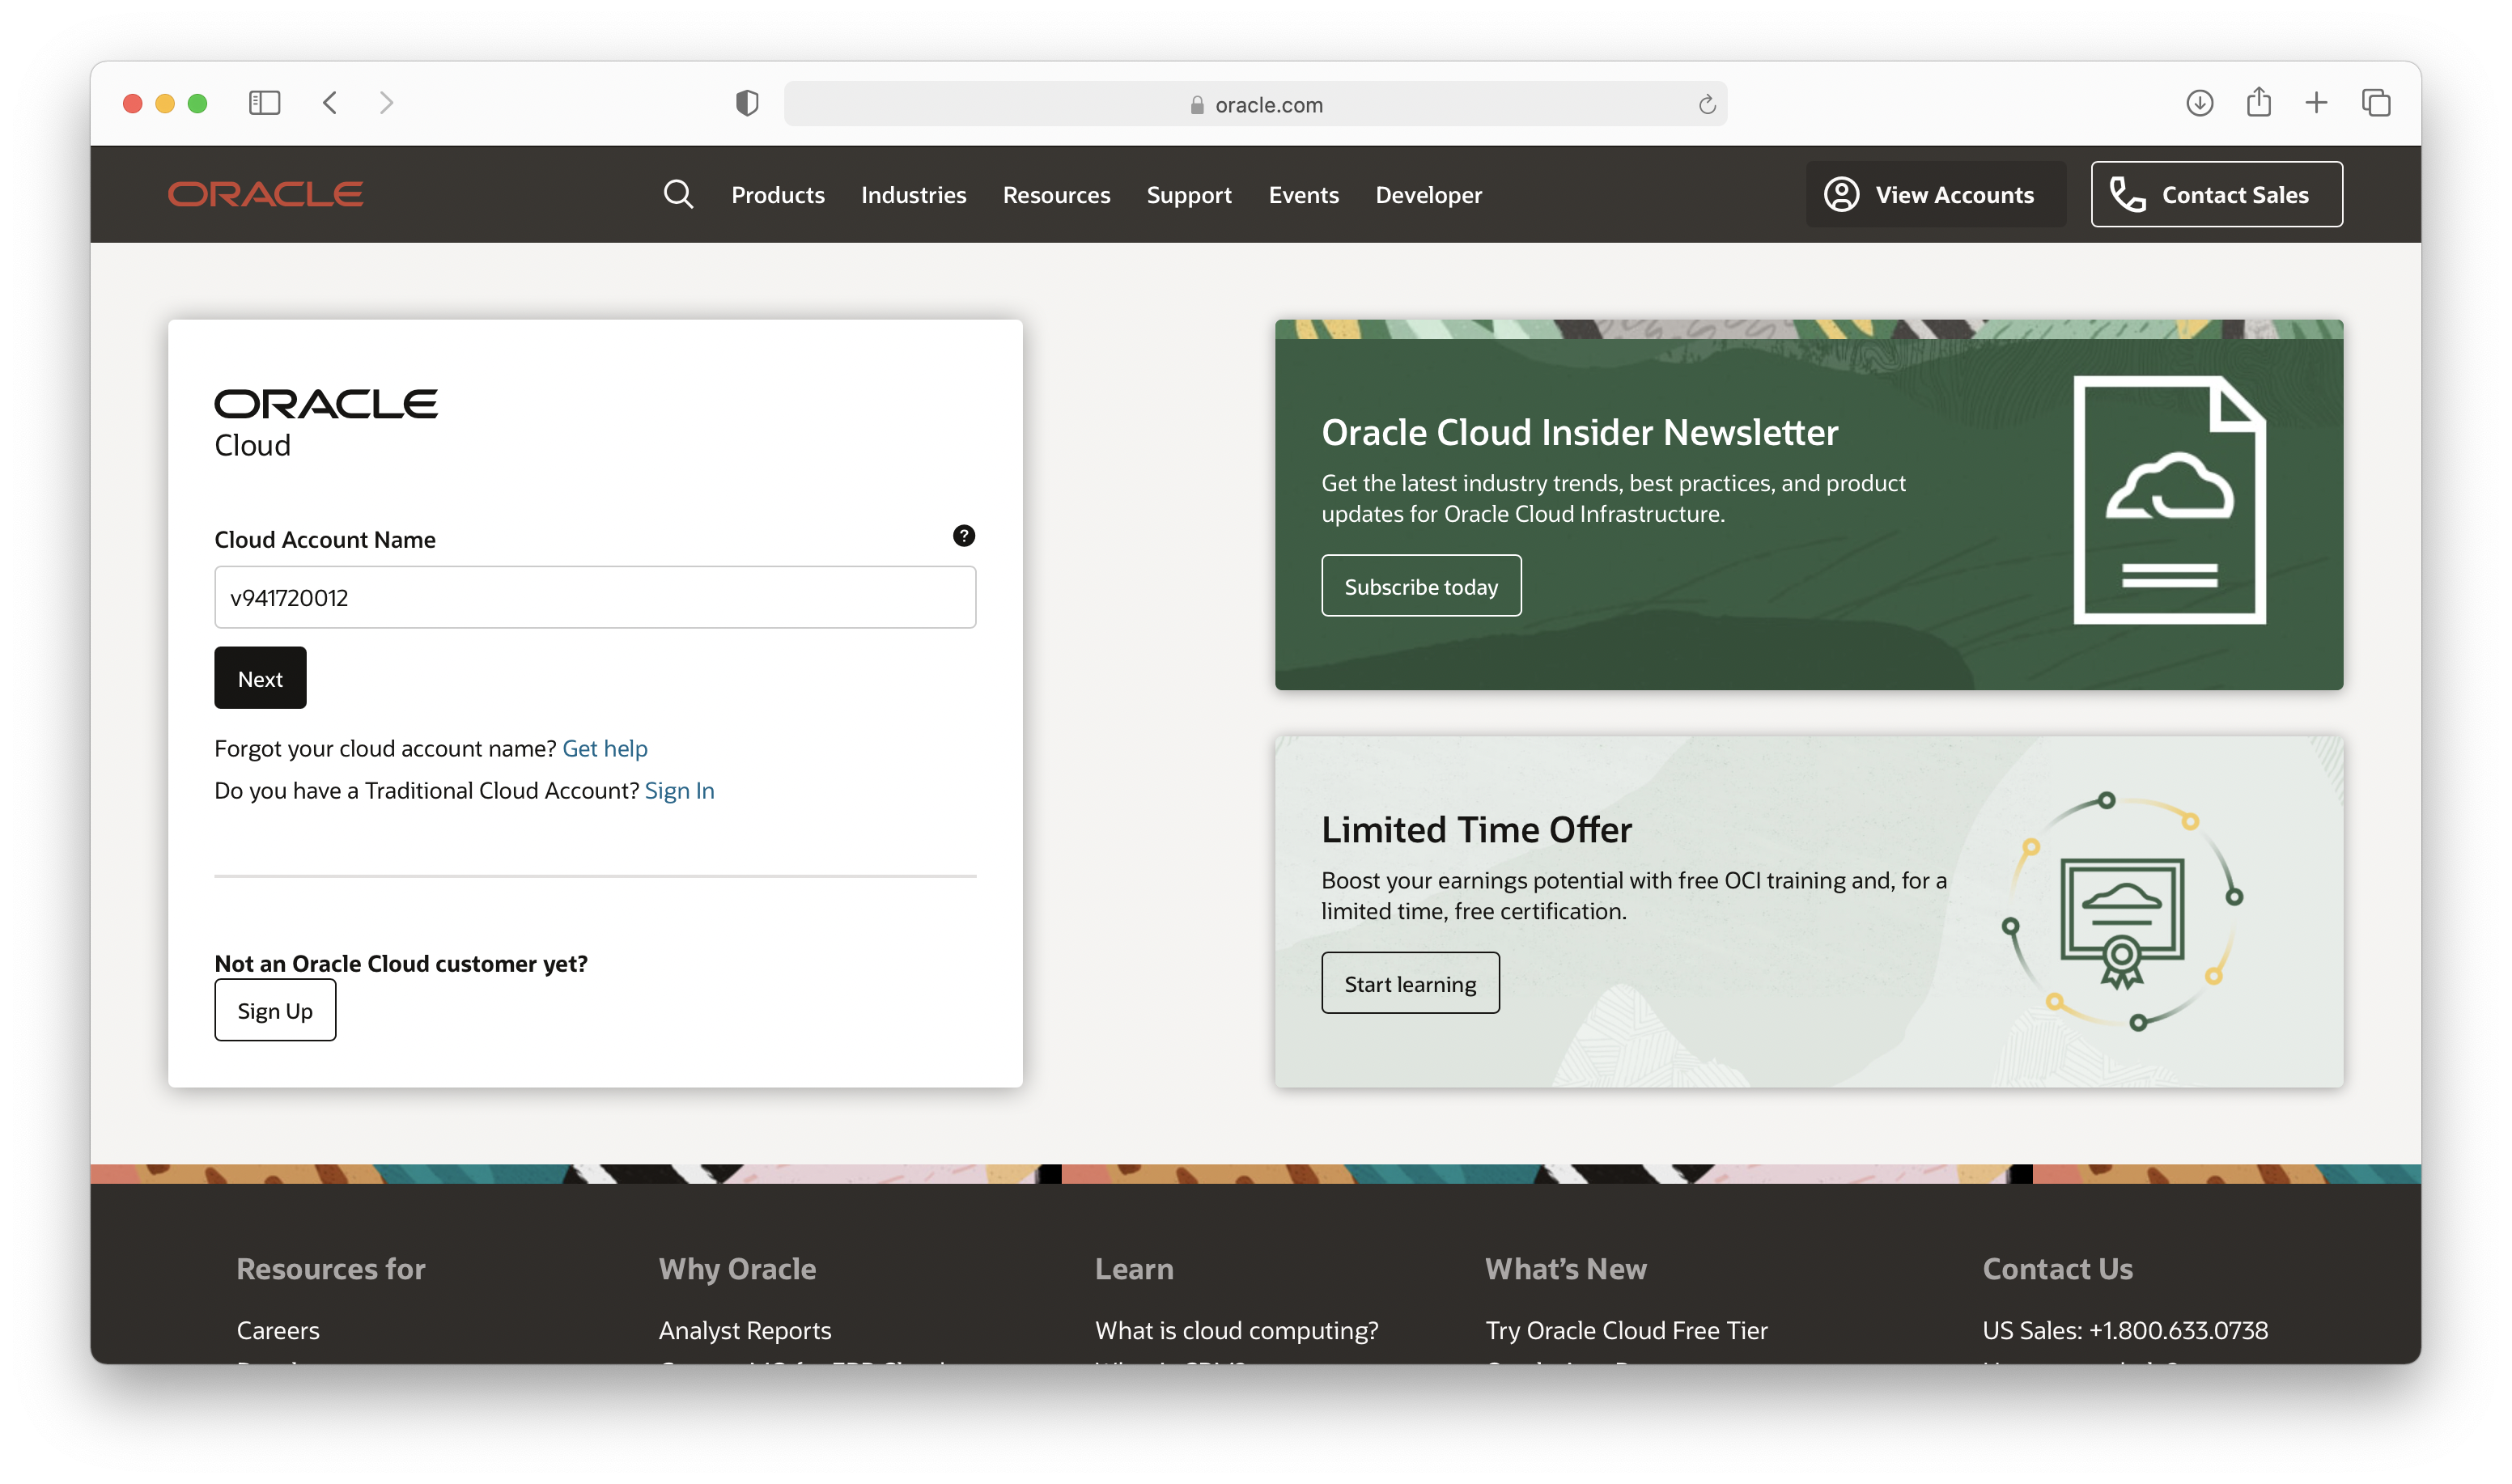 oracle.com
ORACLE
Products Industries Resources Support Events Developer
View Accounts
Contact Sales
ORACLE
Cloud
Cloud Account Name
?
v941720012
Next
Forgot your cloud account name? Get help
Do you have a Traditional Cloud Account? Sign In
Not an Oracle Cloud customer yet?
Sign Up
Oracle Cloud Insider Newsletter
Get the latest industry trends, best practices, and product
updates for Oracle Cloud Infrastructure.
Subscribe today
Limited Time Offer
Boost your earnings potential with free OCI training and, for a
limited time, free certification.
Start learning
Resources for
Careers
Why Oracle
Analyst Reports
Learn
What is cloud computing?
What's New
Try Oracle Cloud Free Tier
Contact Us
US Sales: +1.800.633.0738